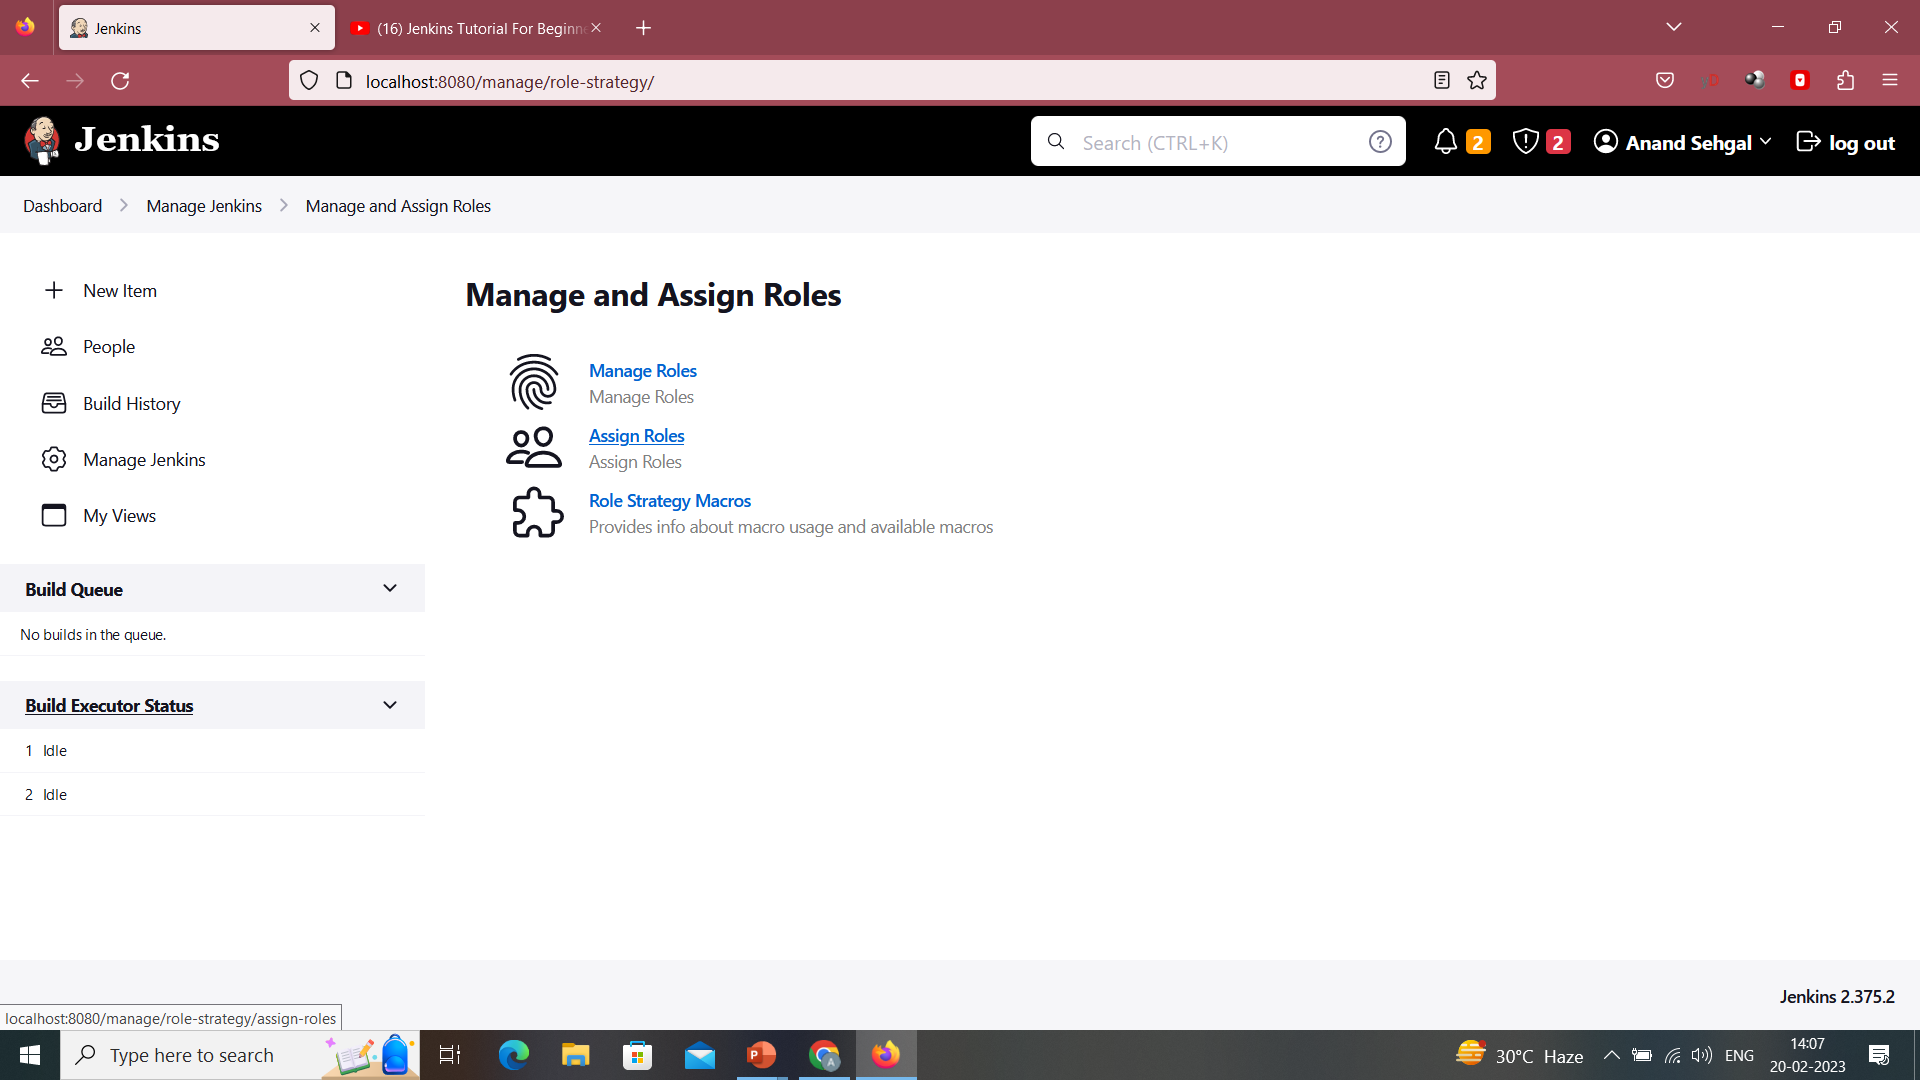 Jenkins
(16) Jenkins Tutorial For Beginne
localhost:8080/manage/role-strategy/
Jenkins
Search (CTRL+K)
2
2
Anand Sehgal
log out
Dashboard
Manage Jenkins
Manage and Assign Roles
New Item
People
Build History
Manage Jenkins
My Views
Build Queue
No builds in the queue.
Build Executor Status
1 Idle
2 Idle
Manage and Assign Roles
Manage Roles
Manage Roles
Assign Roles
Assign Roles
Role Strategy Macros
Provides info about macro usage and available macros
Jenkins 2.375.2
localhost:8080/manage/role-strategy/assign-roles
Type here to search
30°C Haze
ENG
14:07
20-02-2023